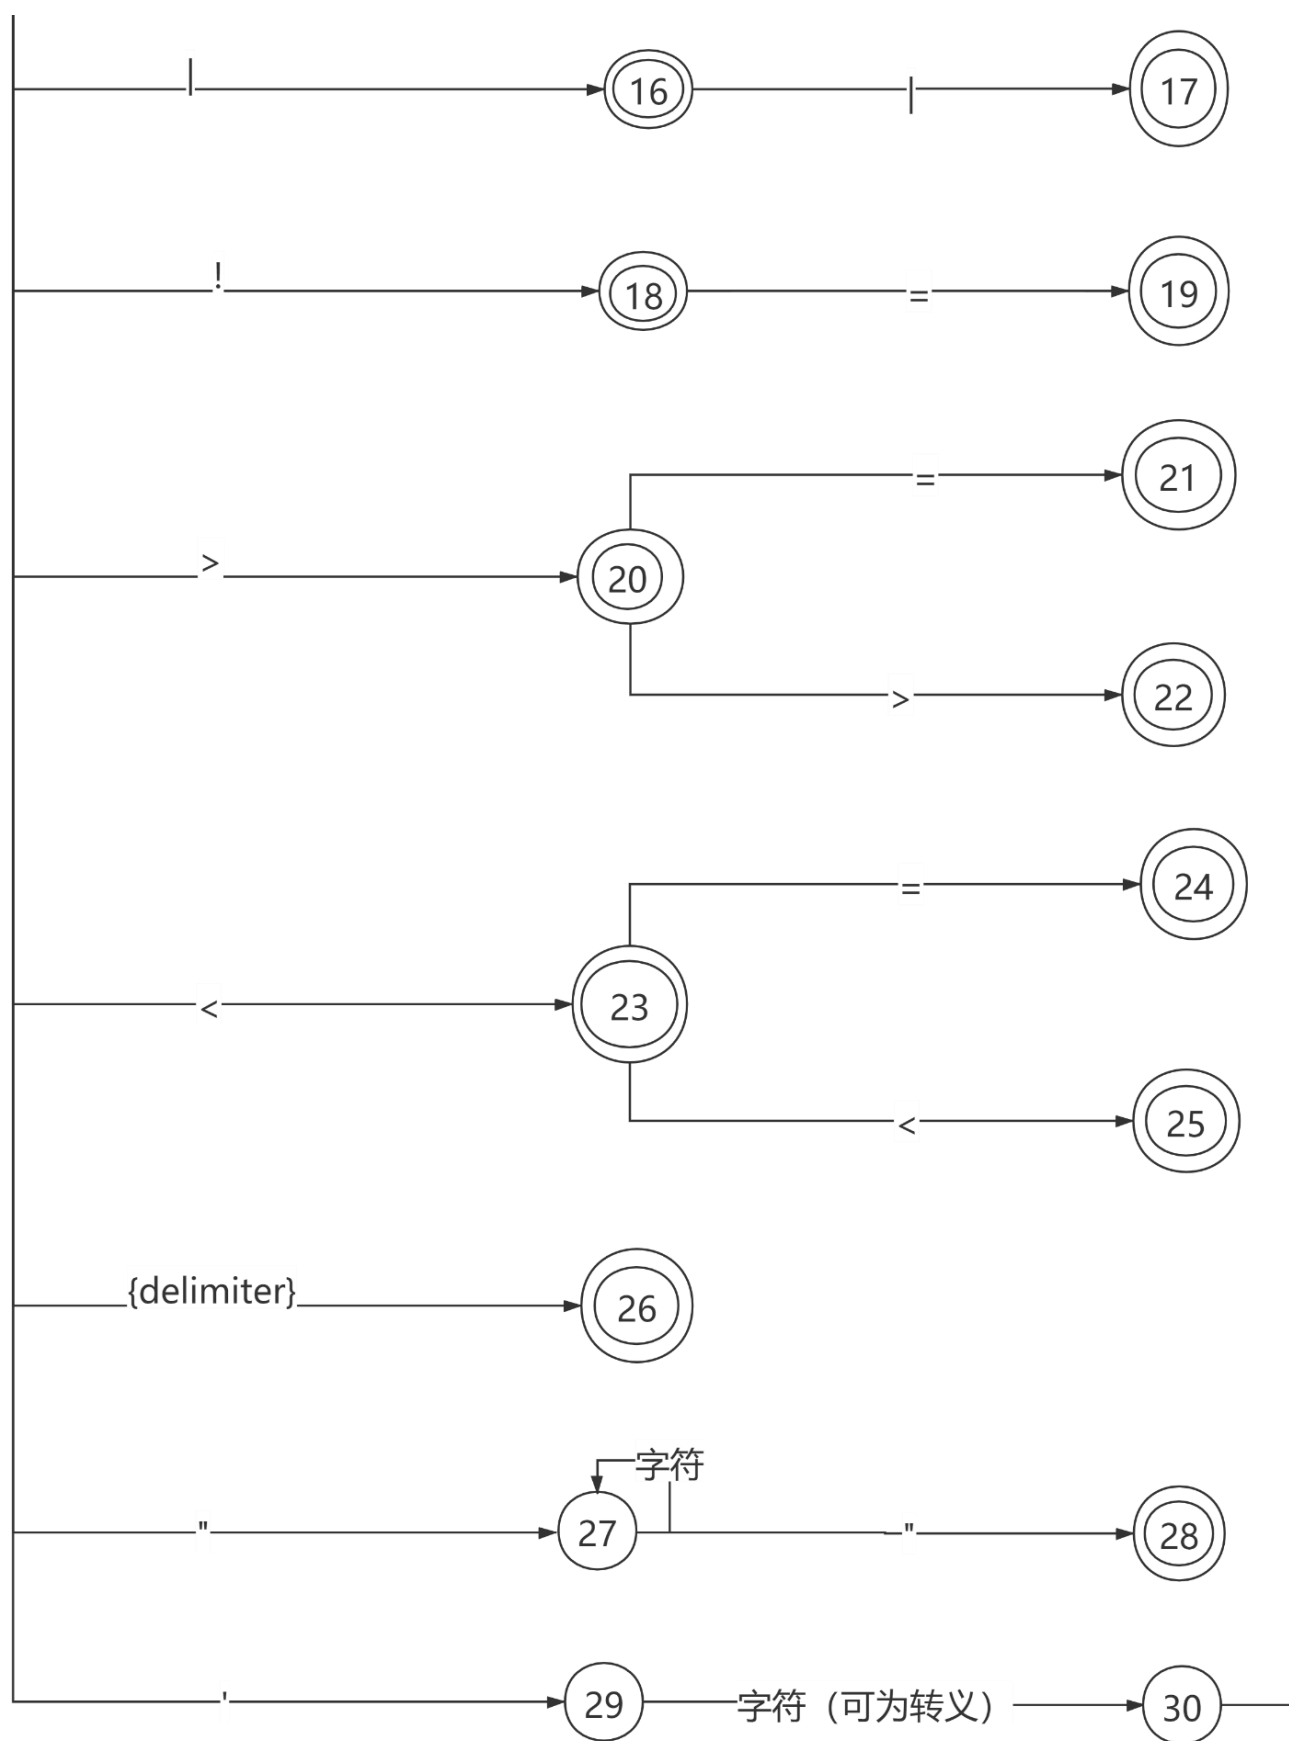 | 16 | 17
! 18 = 19
= 21
> 20
> 22
= 24
< 23
< 25
{delimiter} 26
字符
" 27 " 28
' 29 字符（可为转义） 30